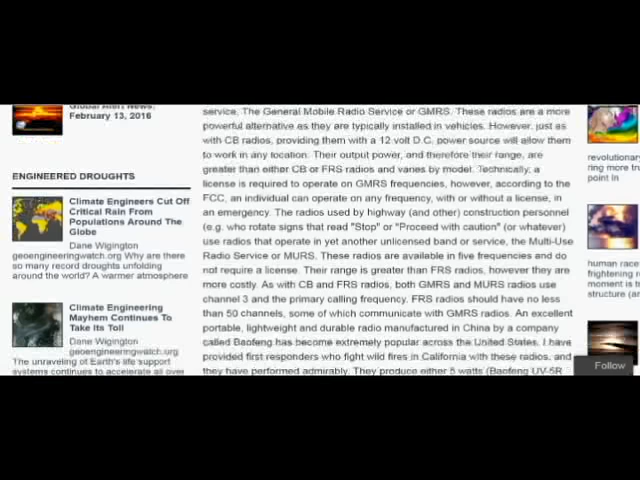 Global Alert News,
February 13, 2016
ENGINEERED DROUGHTS
Climate Engineers Cut Off
Critical Rain From
Populations Around The
Globe
Dane Wigington
geoengineeringwatch.org Why are there
so many record droughts unfolding
around the world? A warmer atmosphere
Climate Engineering
Mayhem Continues To
Take Its Toll
Dane Wigington
geoengineeringwatch.org
The unraveling of Earth's life support
systems continues to accelerate all over
service, The General Mobile Radio Service or GMRS. These radios are a more
powerful alternative as they are typically installed in vehicles. However, just as
with CB radios, providing them with a 12 volt D.C. power source will allow them
to work in any location. Their output power, and therefore their range, are
greater than either CB or FRS radios and varies by model. Technically, a
license is required to operate on GMRS frequencies, however, according to the
FCC, an individual can operate on any frequency, with or without a license, in
an emergency. The radios used by highway (and other) construction personnel
(e.g. who rotate signs that read "Stop" or "Proceed with caution" (or whatever)
use radios that operate in yet another unlicensed band or service, the Multi-Use
Radio Service or MURS. These radios are available in five frequencies and do
not require a license. Their range is greater than FRS radios, however they are
more costly. As with CB and FRS radios, both GMRS and MURS radios use
channel 3 and the primary calling frequency. FRS radios should have no less
than 50 channels, some of which communicate with GMRS radios. An excellent
portable, lightweight and durable radio manufactured in China by a company
called Baofeng has become extremely popular across the United States. I have
provided first responders who fight wild fires in California with these radios, and
they have performed admirably. They produce either 5 watts (Baofeng UV-5R
revolutionary
ring more tru
point in
human race
frightening r
moment is t
structure (an
Follow